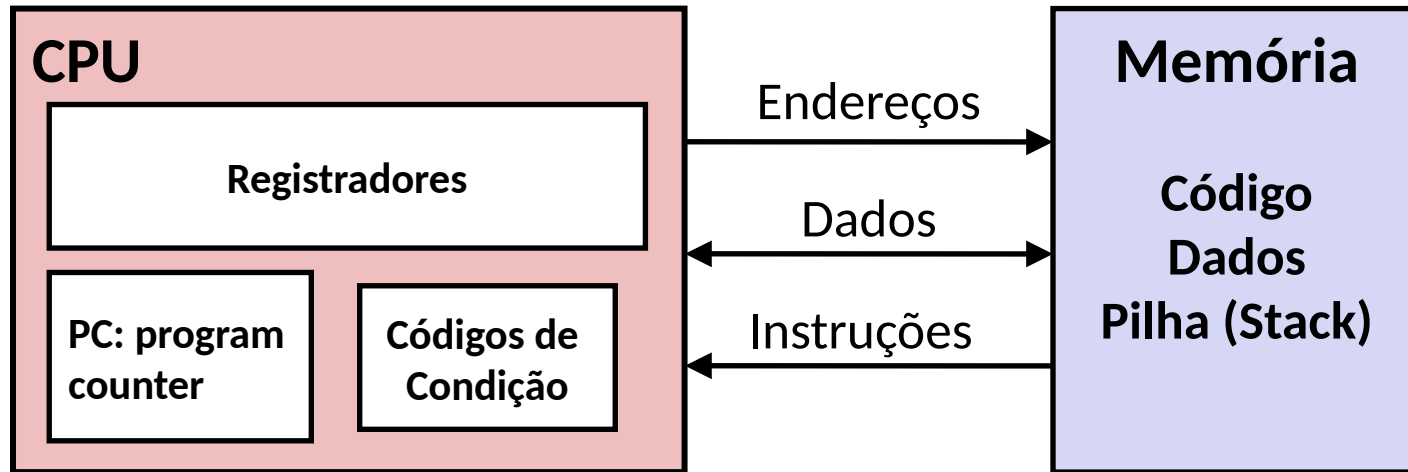 CPU
Registradores
PC: program
counter
Códigos de
Condição
Endereços
Dados
Instruções
Memória
Código
Dados
Pilha (Stack)